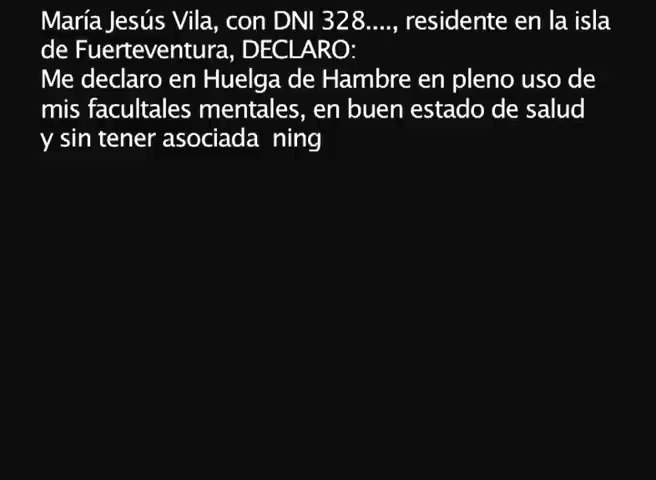 María Jesús Vila, con DNI 328...., residente en la isla
de Fuerteventura, DECLARO:
Me declaro en Huelga de Hambre en pleno uso de
mis facultales mentales, en buen estado de salud
y sin tener asociada  ning